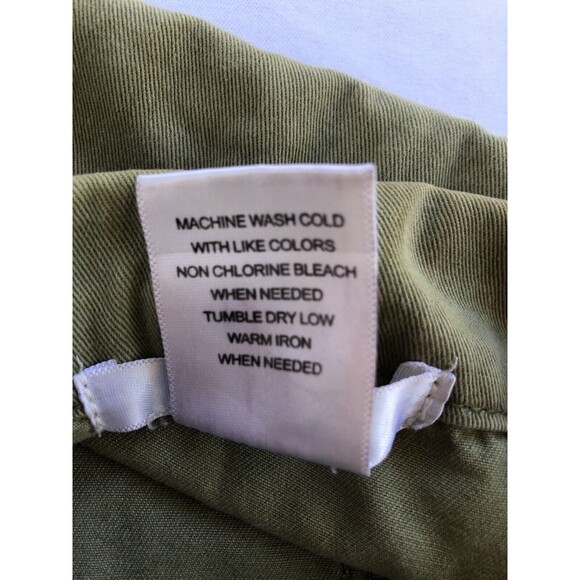 MACHINE WASH COLD
WITH LIKE COLORS
NON CHLORINE BLEACH
WHEN NEEDED
TUMBLE DRY LOW
WARM IRON
WHEN NEEDED